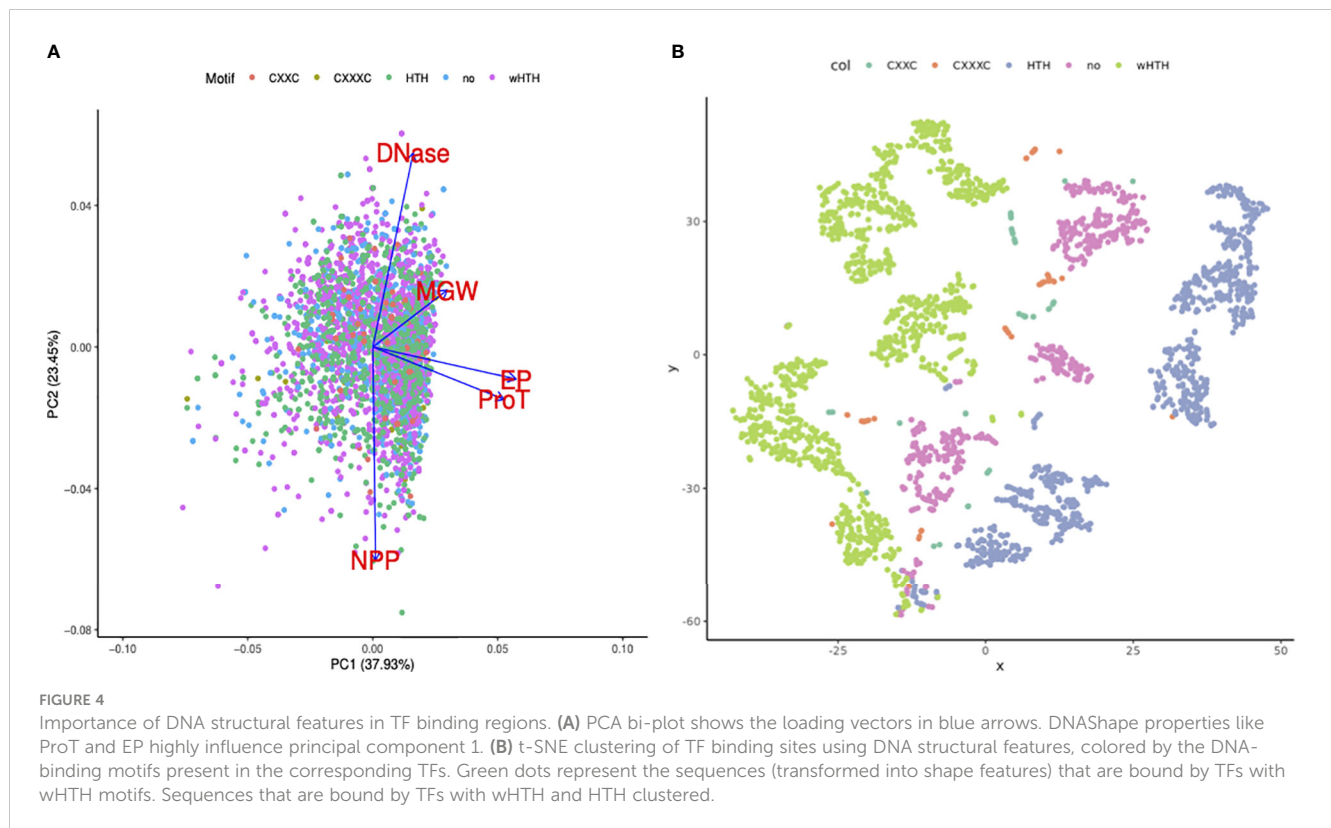 A
Motif CXXC CXXXC HTH no wHTH
DNase
MGW
EP
ProT
NPP
0.04
0.00
−0.04
−0.08
PC2 (23.45%)
−0.10 −0.05 0.00 0.05 0.10
PC1 (37.93%)
B
col CXXC CXXXC HTH no wHTH
30
0
-30
-60
y
-25 0 25 50
x
FIGURE 4
Importance of DNA structural features in TF binding regions. (A) PCA bi-plot shows the loading vectors in blue arrows. DNAShape properties like
ProT and EP highly influence principal component 1. (B) t-SNE clustering of TF binding sites using DNA structural features, colored by the DNA-
binding motifs present in the corresponding TFs. Green dots represent the sequences (transformed into shape features) that are bound by TFs with
wHTH motifs. Sequences that are bound by TFs with wHTH and HTH clustered.